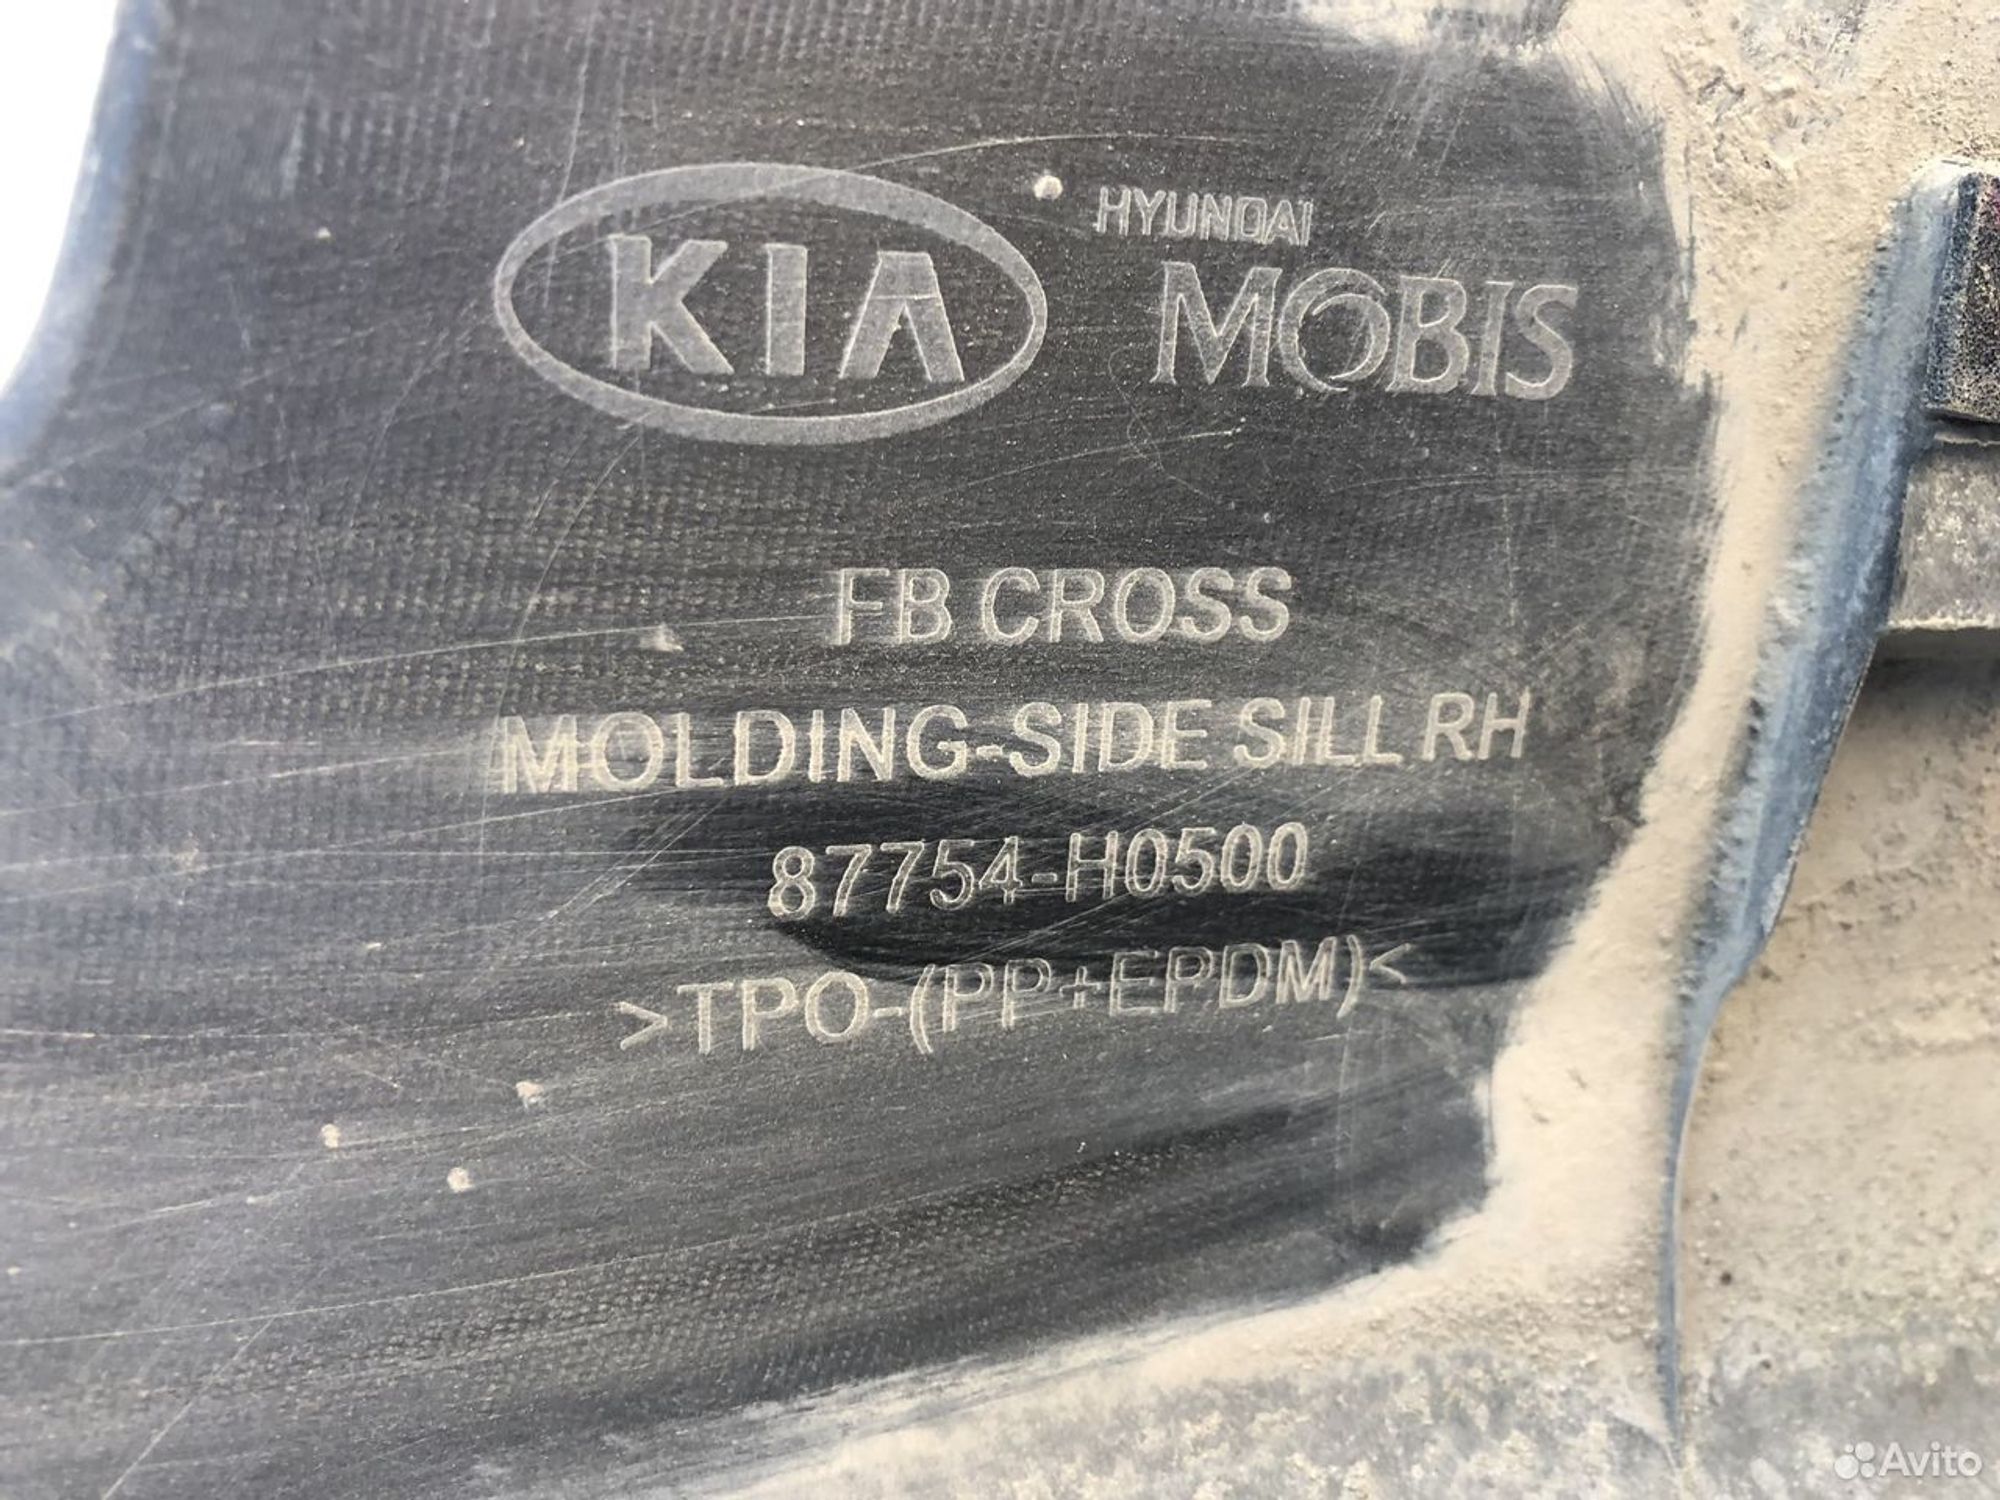 KIA
HYUNDAI
MOBIS
FB CROSS
MOLDING-SIDE SILL RH
87754-H0500
>TPO-(PP+EPDM)<
Avito